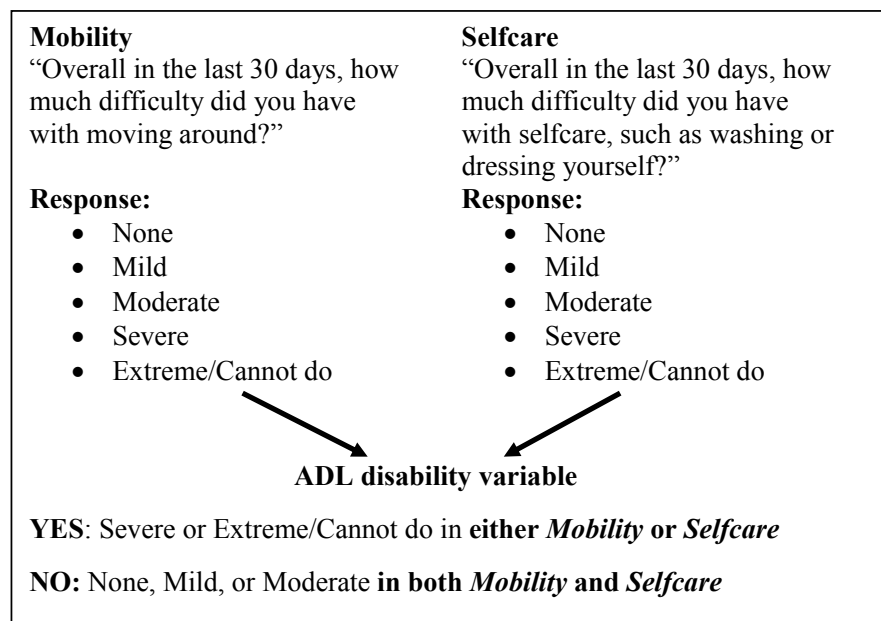 Mobility
“Overall in the last 30 days, how
much difficulty did you have
with moving around?”
Response:
• None
• Mild
• Moderate
• Severe
• Extreme/Cannot do
Selfcare
“Overall in the last 30 days, how
much difficulty did you have
with selfcare, such as washing or
dressing yourself?”
Response:
• None
• Mild
• Moderate
• Severe
• Extreme/Cannot do
ADL disability variable
YES: Severe or Extreme/Cannot do in either Mobility or Selfcare
NO: None, Mild, or Moderate in both Mobility and Selfcare